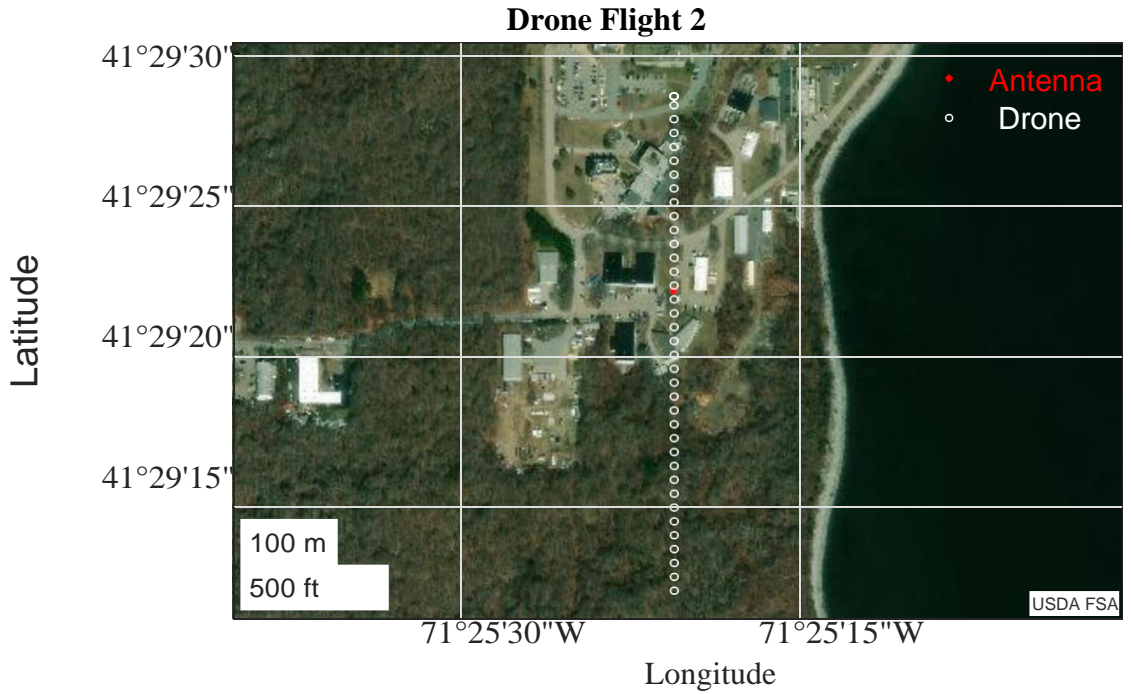 Drone Flight 2
41°29'30"
Antenna
Drone
41°29'25"
Latitude
41°29'20"
41°29'15"
100 m
500 ft
USDA FSA
71°25'30"W
71°25'15"W
Longitude